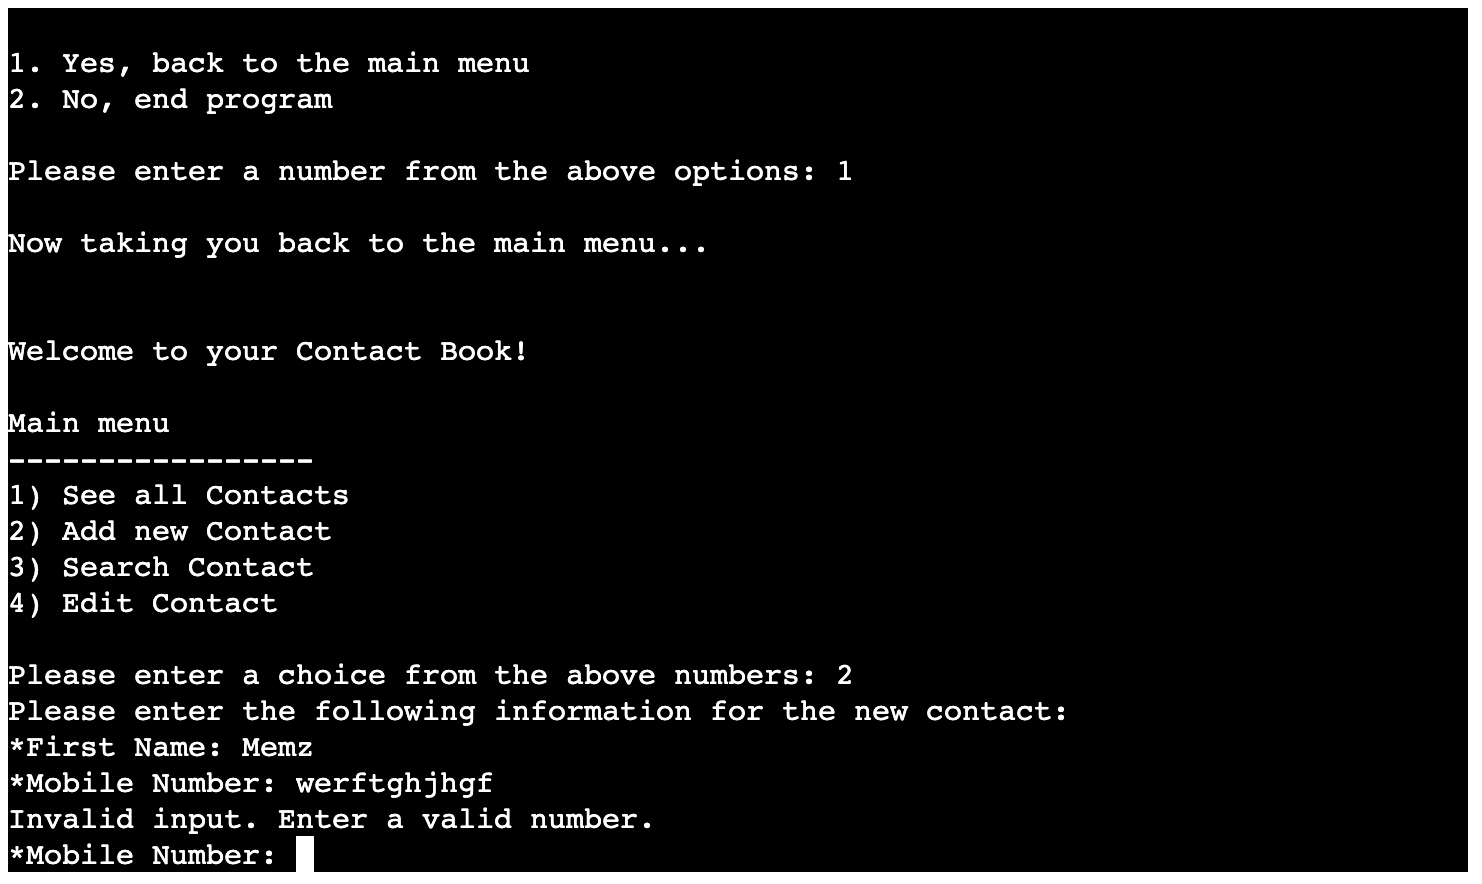 1. Yes, back to the main menu
2. No, end program
Please enter a number from the above options: 1
Now taking you back to the main menu...
Welcome to your Contact Book!
Main menu
-----------------
1) See all Contacts
2) Add new Contact
3) Search Contact
4) Edit Contact
Please enter a choice from the above numbers: 2
Please enter the following information for the new contact:
*First Name: Memz
*Mobile Number: werftghjhgf
Invalid input. Enter a valid number.
*Mobile Number: